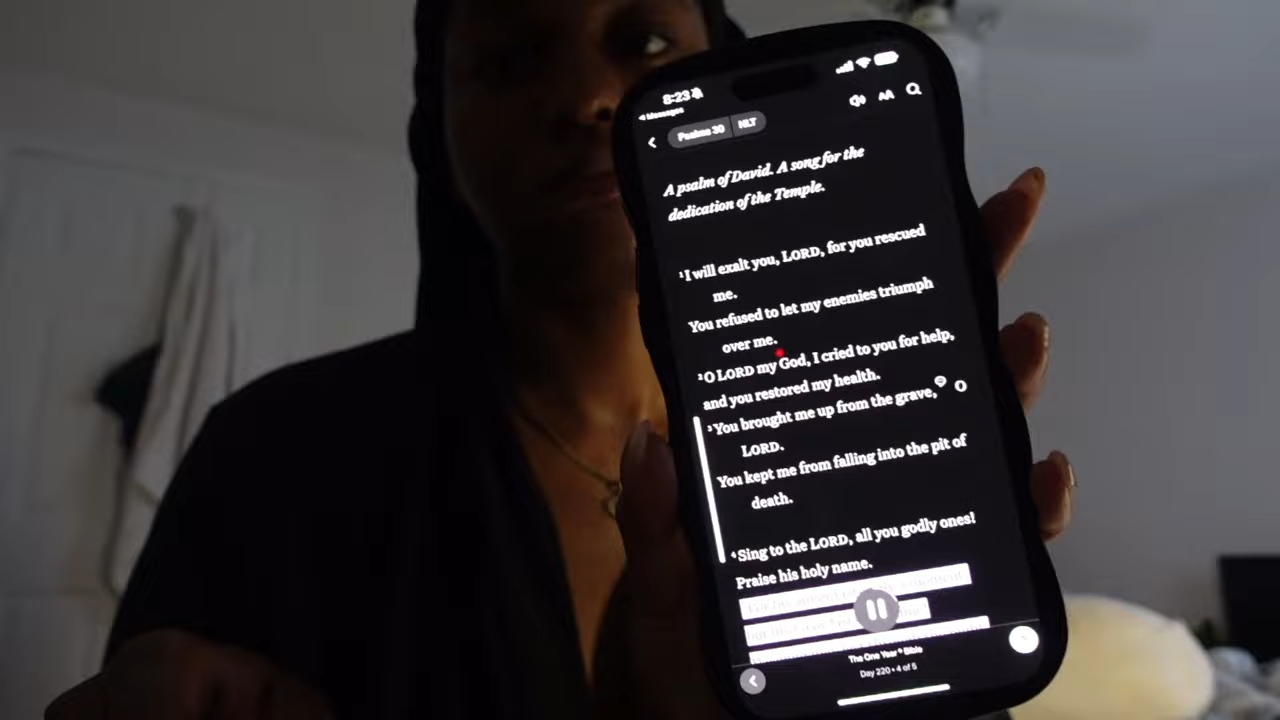 8:23
Messages
Psalms 30 NLT
AA
A psalm of David. A song for the
dedication of the Temple.
1 I will exalt you, LORD, for you rescued
me.
You refused to let my enemies triumph
over me.
2 O LORD my God, I cried to you for help,
and you restored my health.
3 You brought me up from the grave, O
LORD.
You kept me from falling into the pit of
death.
4 Sing to the LORD, all you godly ones!
Praise his holy name.
The One Year® Bible
Day 220 • 4 of 5